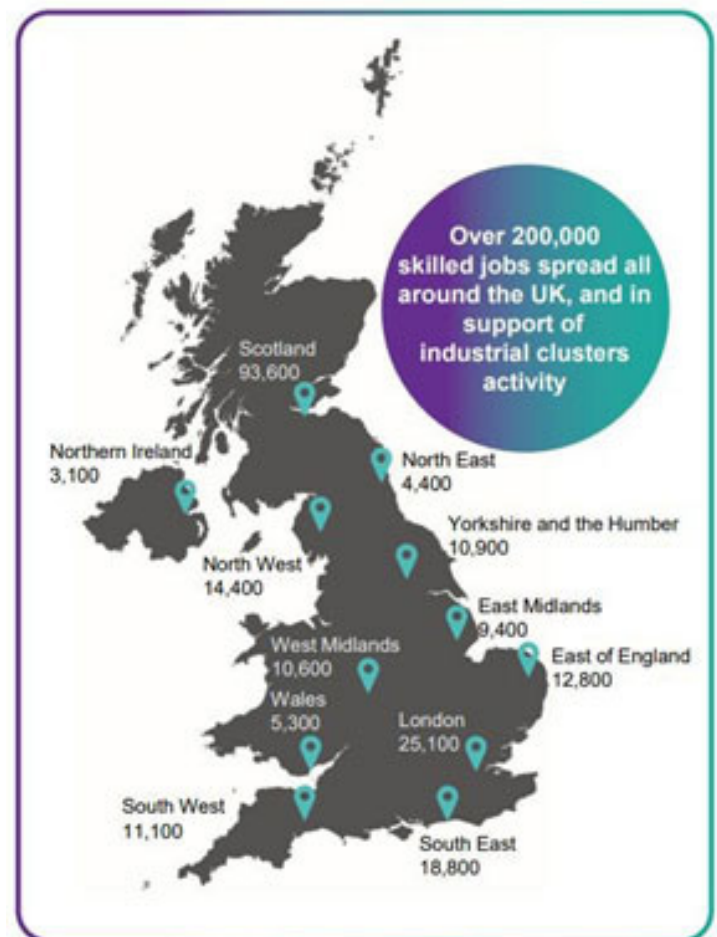 Over 200,000
skilled jobs spread all
around the UK, and in
support of
industrial clusters
activity
Scotland
93,600
Northern Ireland
3,100
North East
4,400
North West
14,400
Yorkshire and the Humber
10,900
East Midlands
9,400
West Midlands
10,600
East of England
12,800
Wales
5,300
London
25,100
South West
11,100
South East
18,800